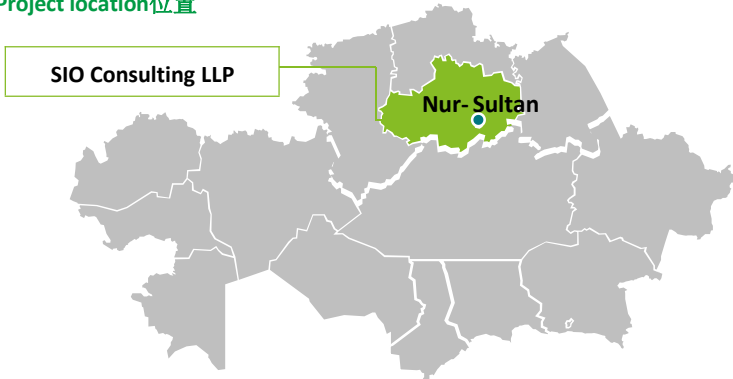 Project location位置
SIO Consulting LLP
Nur- Sultan